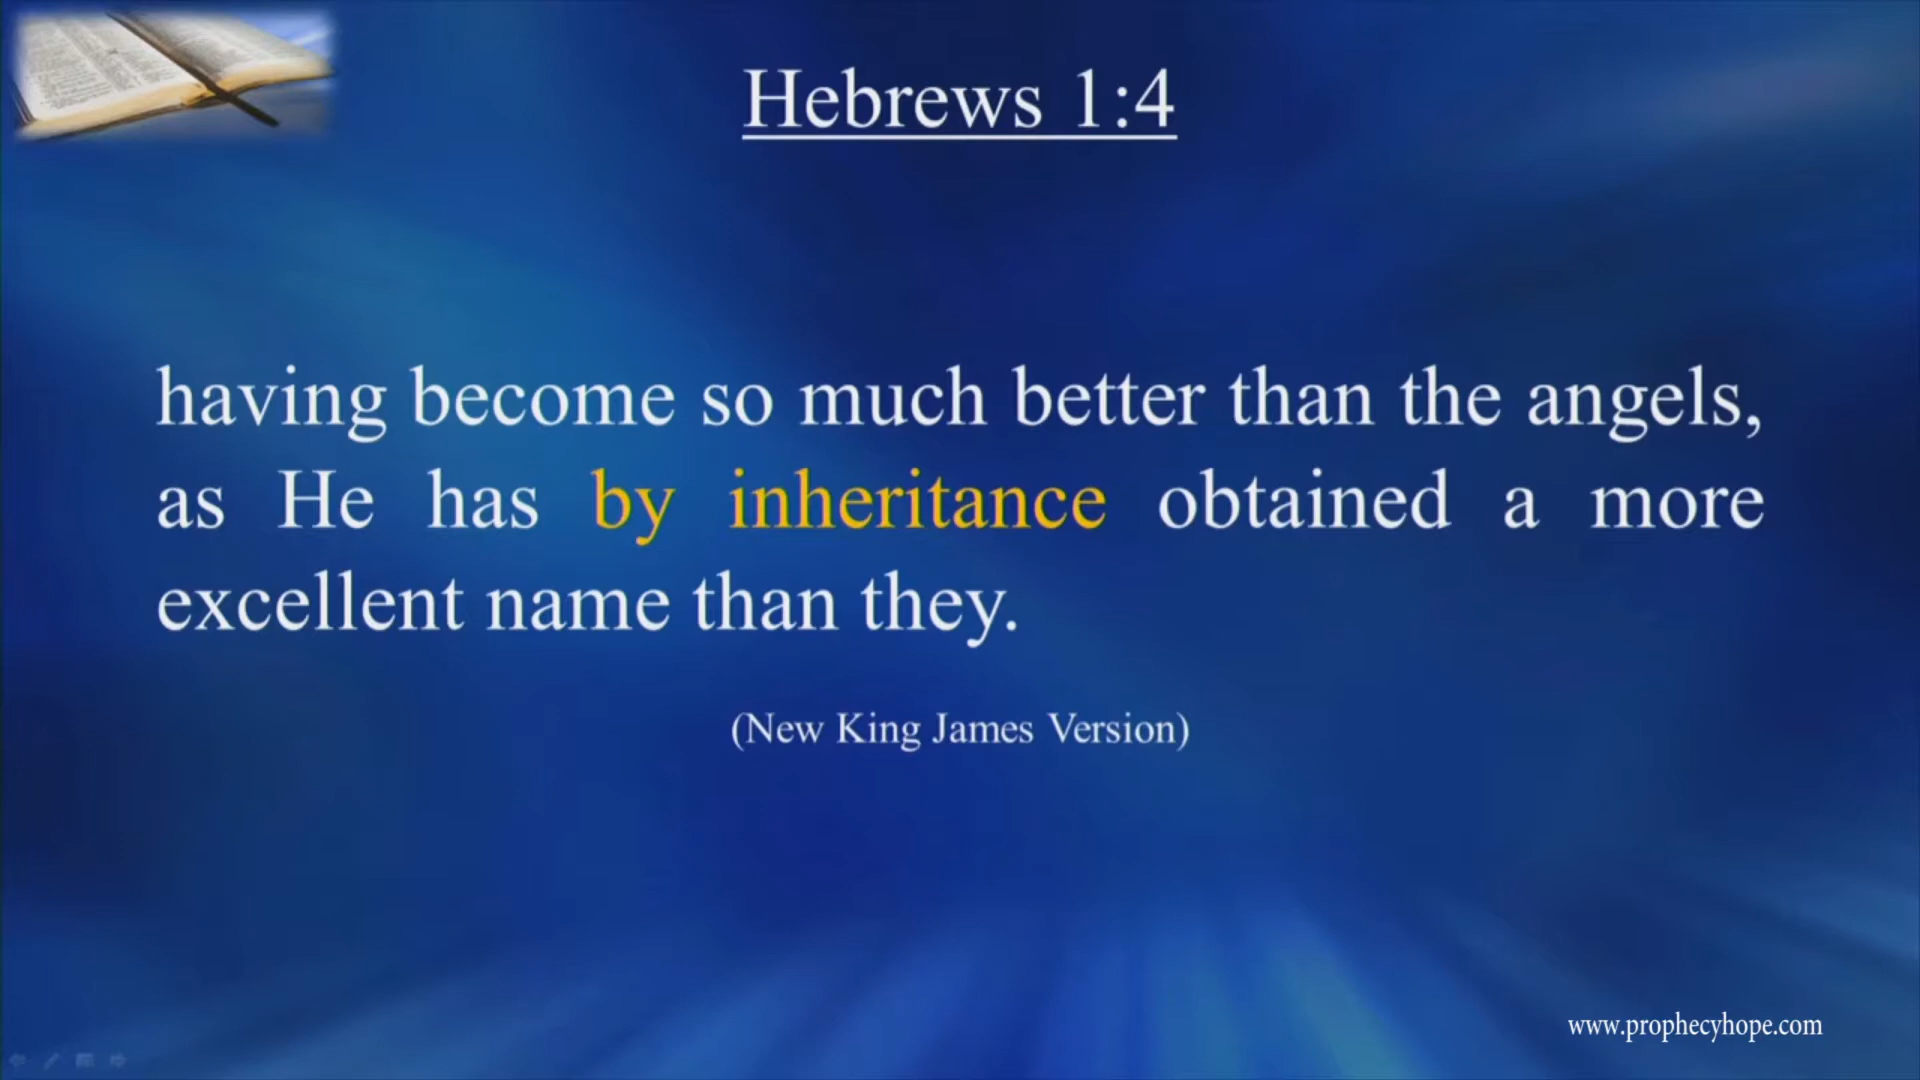 Hebrews 1:4
having become so much better than the angels,
as He has by inheritance obtained a more
excellent name than they.
(New King James Version)
www.prophecyhope.com